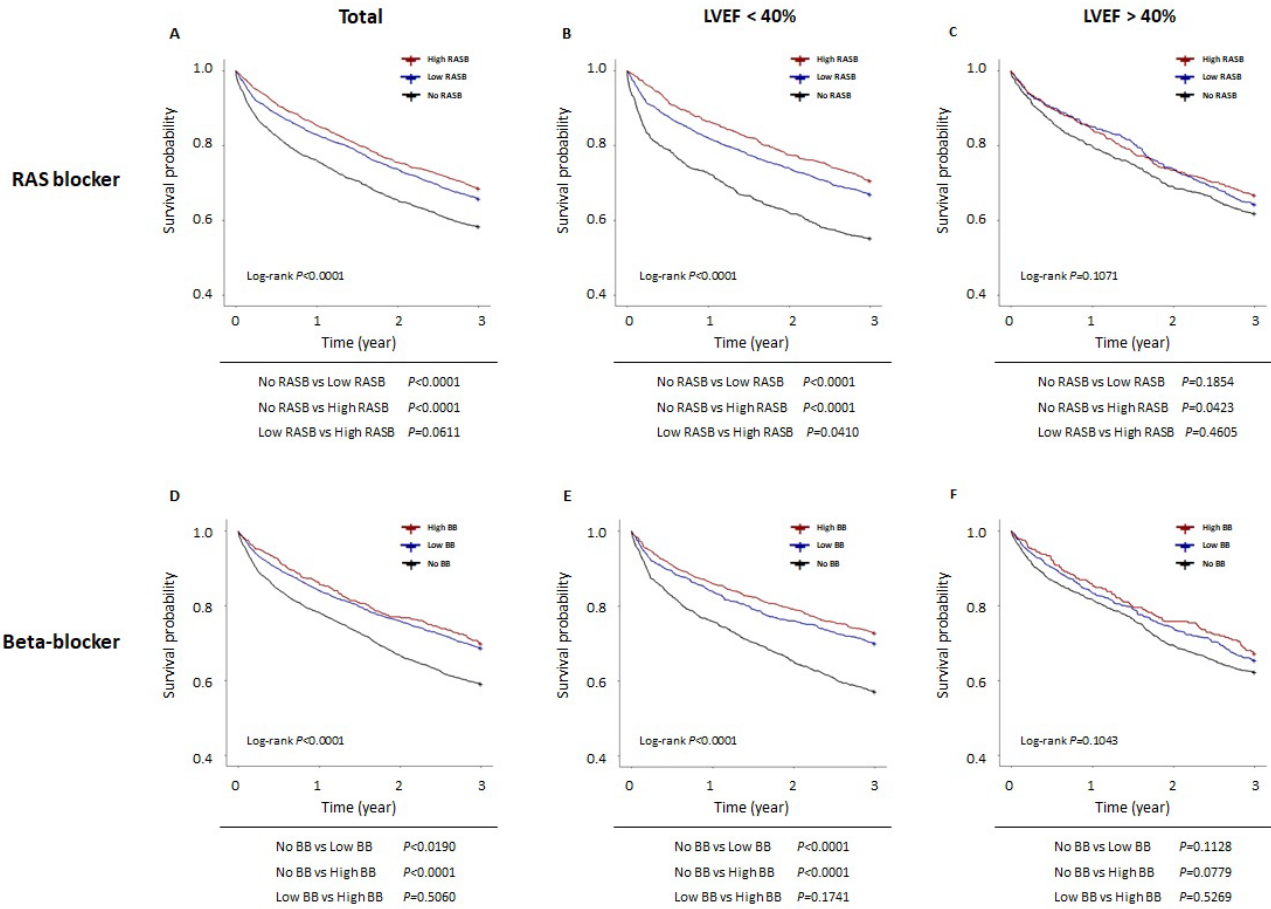 Total
LVEF < 40%
LVEF > 40%
RAS blocker
A
High RASB
Low RASB
No RASB
1.0
0.8
0.6
0.4
Survival probability
Log-rank P<0.0001
0 1 2 3
Time (year)
No RASB vs Low RASB P<0.0001
No RASB vs High RASB P<0.0001
Low RASB vs High RASB P=0.0611
B
High RASB
Low RASB
No RASB
1.0
0.8
0.6
0.4
Survival probability
Log-rank P<0.0001
0 1 2 3
Time (year)
No RASB vs Low RASB P<0.0001
No RASB vs High RASB P<0.0001
Low RASB vs High RASB P=0.0410
C
High RASB
Low RASB
No RASB
1.0
0.8
0.6
0.4
Survival probability
Log-rank P=0.1071
0 1 2 3
Time (year)
No RASB vs Low RASB P=0.1854
No RASB vs High RASB P=0.0423
Low RASB vs High RASB P=0.4605
Beta-blocker
D
High BB
Low BB
No BB
1.0
0.8
0.6
0.4
Survival probability
Log-rank P<0.0001
0 1 2 3
Time (year)
No BB vs Low BB P<0.0190
No BB vs High BB P<0.0001
Low BB vs High BB P=0.5060
E
High BB
Low BB
No BB
1.0
0.8
0.6
0.4
Survival probability
Log-rank P<0.0001
0 1 2 3
Time (year)
No BB vs Low BB P<0.0001
No BB vs High BB P<0.0001
Low BB vs High BB P=0.1741
F
High BB
Low BB
No BB
1.0
0.8
0.6
0.4
Survival probability
Log-rank P=0.1043
0 1 2 3
Time (year)
No BB vs Low BB P=0.1128
No BB vs High BB P=0.0779
Low BB vs High BB P=0.5269